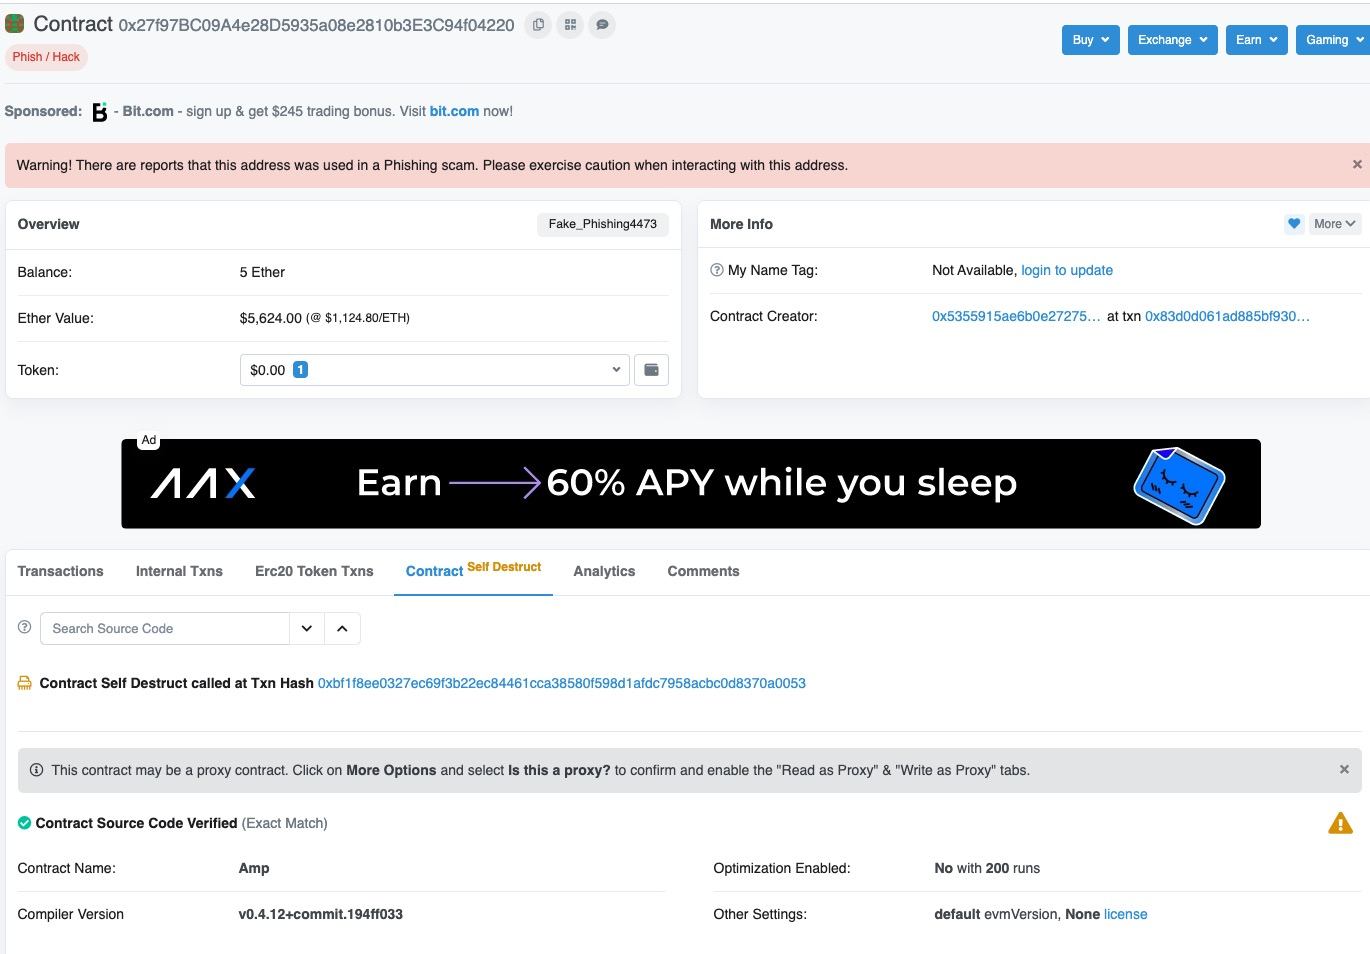 Contract 0x27f97BC09A4e28D5935a08e2810b3E3C94f04220
Buy
Exchange
Earn
Gaming
Phish / Hack
Sponsored: - Bit.com - sign up & get $245 trading bonus. Visit bit.com now!
Warning! There are reports that this address was used in a Phishing scam. Please exercise caution when interacting with this address.
Overview
Fake_Phishing4473
Balance: 5 Ether
Ether Value: $5,624.00 (@ $1,124.80/ETH)
Token: $0.00 1
More Info
More
My Name Tag: Not Available, login to update
Contract Creator: 0x5355915ae6b0e27275... at txn 0x83d0d061ad885bf930...
Ad
AAX Earn 60% APY while you sleep
Transactions
Internal Txns
Erc20 Token Txns
Contract Self Destruct
Analytics
Comments
Search Source Code
Contract Self Destruct called at Txn Hash 0xbf1f8ee0327ec69f3b22ec84461cca38580f598d1afdc7958acbc0d8370a0053
This contract may be a proxy contract. Click on More Options and select Is this a proxy? to confirm and enable the "Read as Proxy" & "Write as Proxy" tabs.
Contract Source Code Verified (Exact Match)
Contract Name: Amp
Optimization Enabled: No with 200 runs
Compiler Version v0.4.12+commit.194ff033
Other Settings: default evmVersion, None license